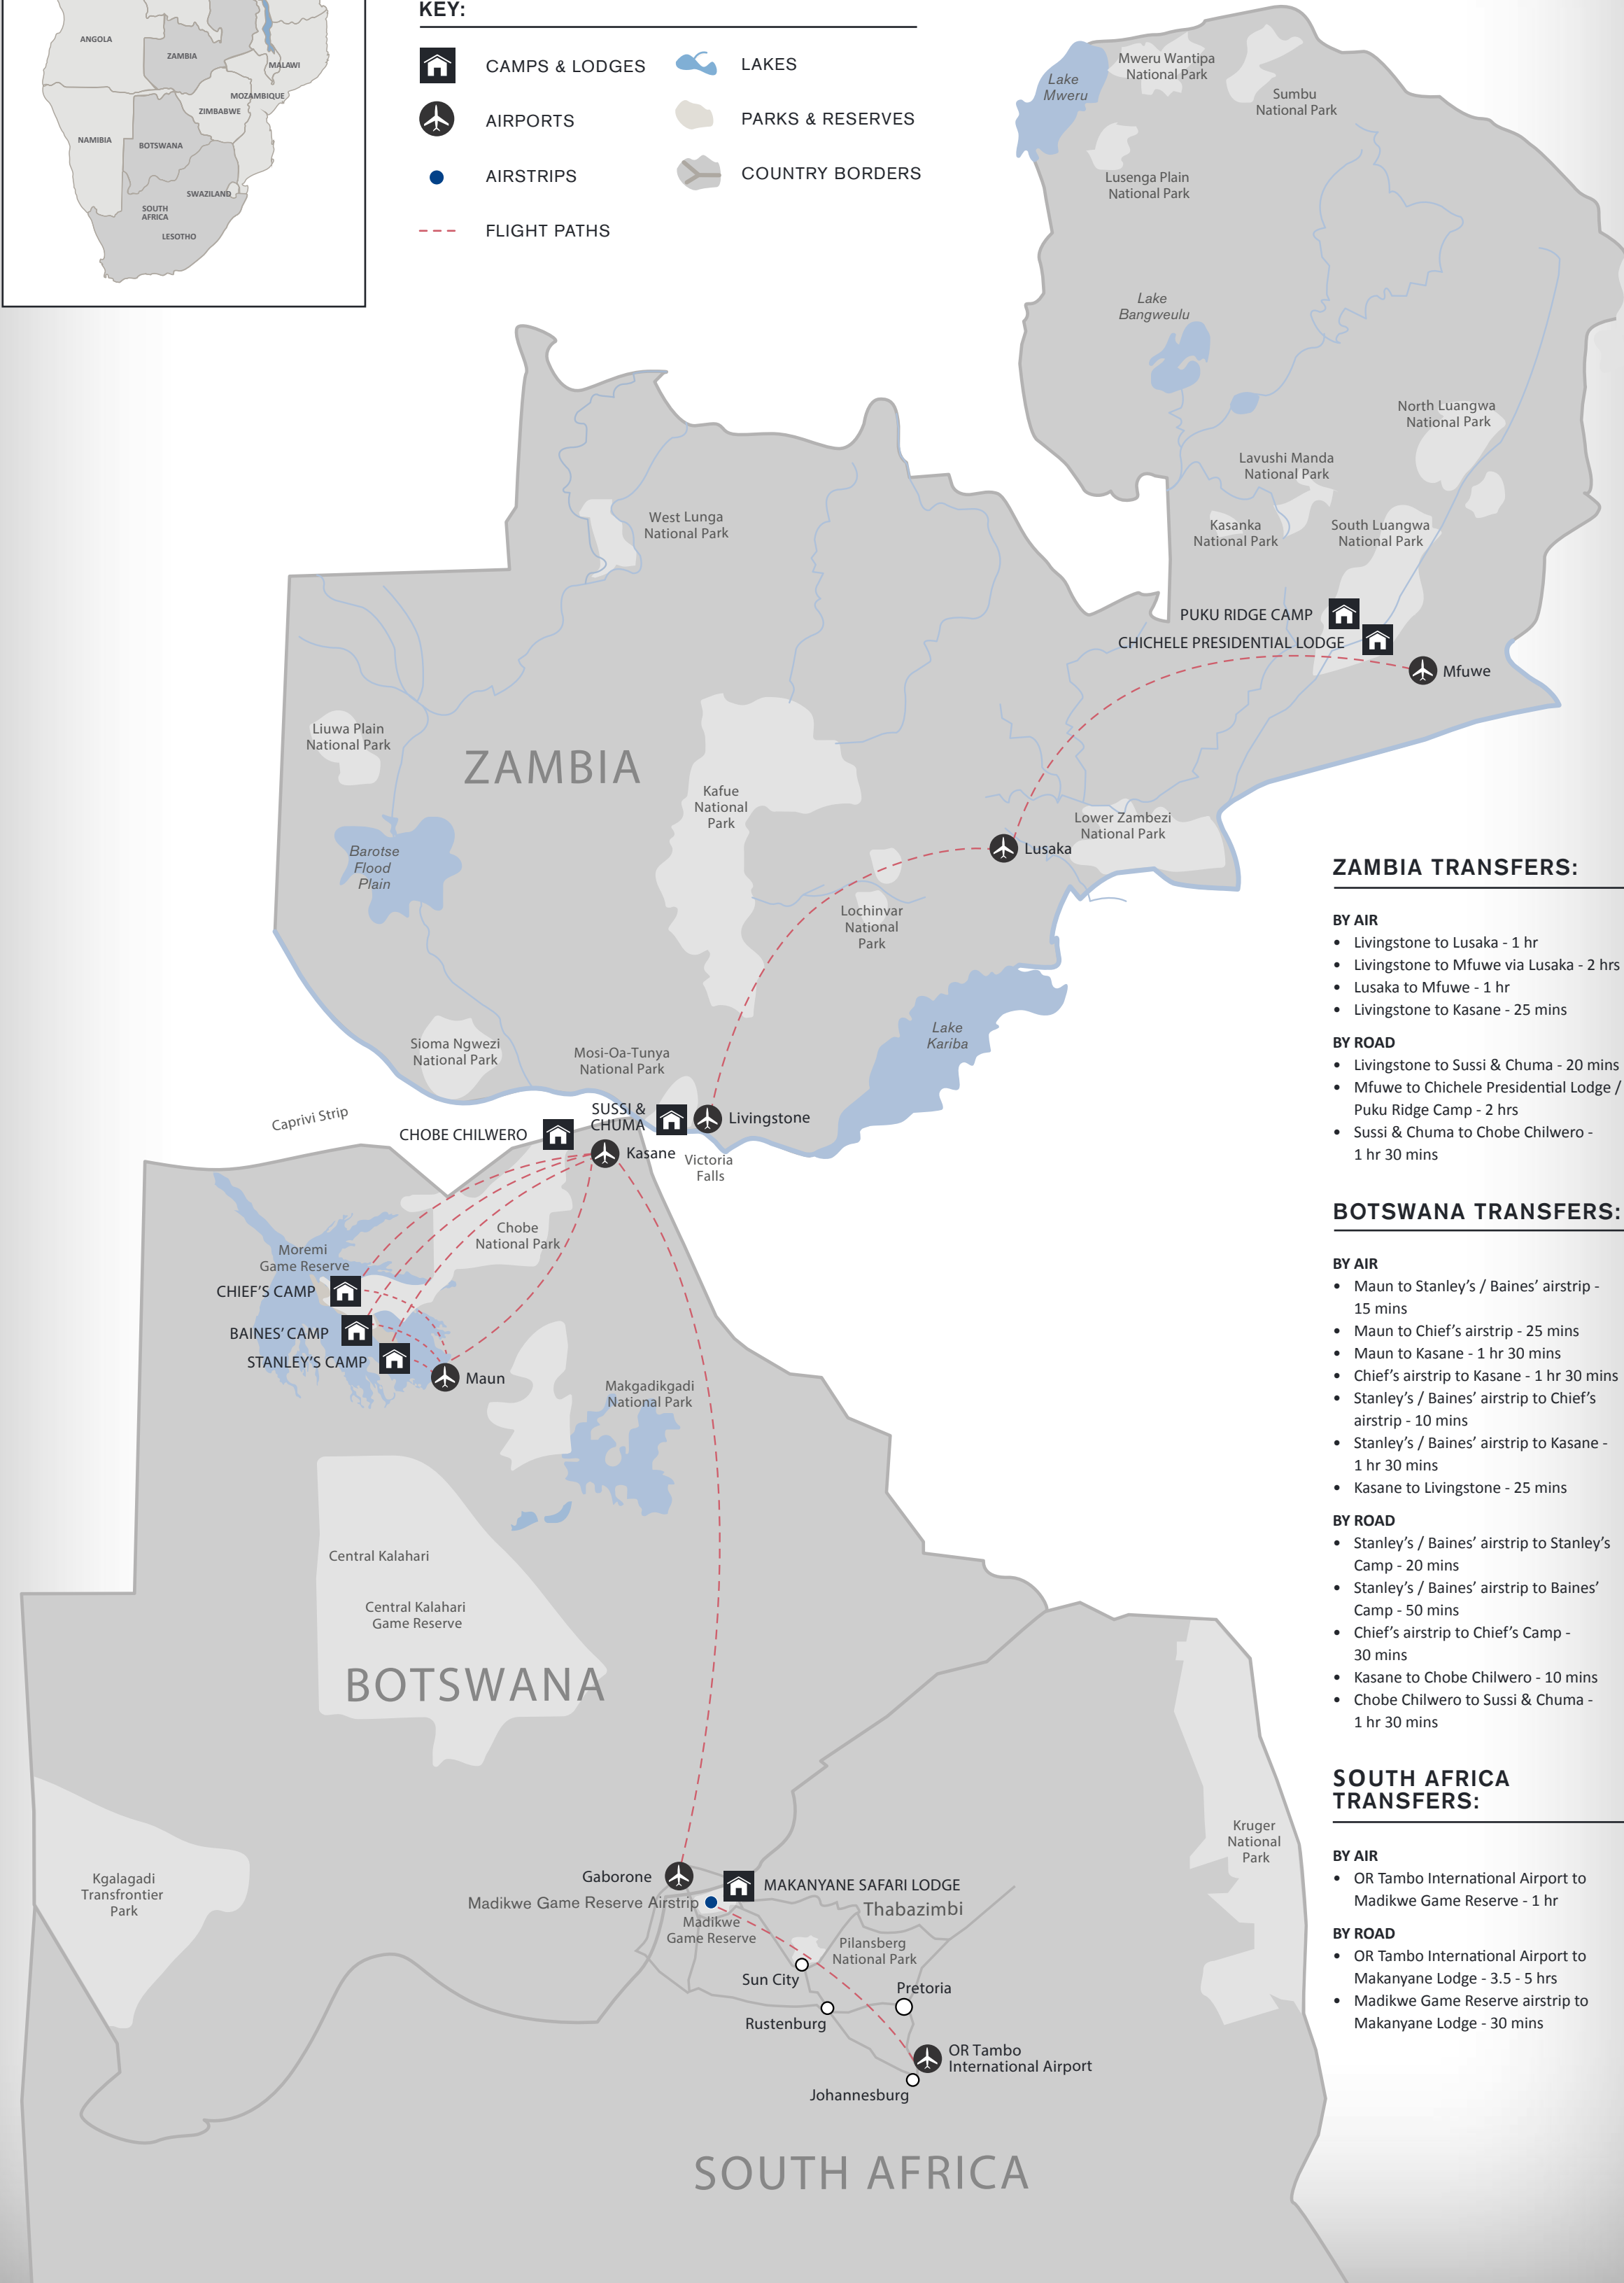 ANGOLA
ZAMBIA
MALAWI
MOZAMBIQUE
ZIMBABWE
NAMIBIA
BOTSWANA
SWAZILAND
SOUTH
AFRICA
LESOTHO
KEY:
CAMPS & LODGES
LAKES
AIRPORTS
PARKS & RESERVES
AIRSTRIPS
COUNTRY BORDERS
FLIGHT PATHS
Lake
Mweru
Mweru Wantipa
National Park
Sumbu
National Park
Lusenga Plain
National Park
Lake
Bangweulu
North Luangwa
National Park
Lavushi Manda
National Park
Kasanka
National Park
South Luangwa
National Park
West Lunga
National Park
PUKU RIDGE CAMP
CHICHELE PRESIDENTIAL LODGE
Mfuwe
Liuwa Plain
National Park
ZAMBIA
Kafue
National
Park
Lower Zambezi
National Park
Lusaka
Barotse
Flood
Plain
Lochinvar
National
Park
Lake
Kariba
Sioma Ngwezi
National Park
Mosi-Oa-Tunya
National Park
Caprivi Strip
SUSSI &
CHUMA
Livingstone
CHOBE CHILWERO
Kasane
Victoria
Falls
Chobe
National Park
Moremi
Game Reserve
CHIEF’S CAMP
BAINES’ CAMP
STANLEY’S CAMP
Maun
Makgadikgadi
National Park
Central Kalahari
Central Kalahari
Game Reserve
BOTSWANA
Kgalagadi
Transfrontier
Park
Kruger
National
Park
Gaborone
MAKANYANE SAFARI LODGE
Madikwe Game Reserve Airstrip
Thabazimbi
Madikwe
Game Reserve
Pilansberg
National Park
Sun City
Pretoria
Rustenburg
OR Tambo
International Airport
Johannesburg
SOUTH AFRICA
ZAMBIA TRANSFERS:
BY AIR
• Livingstone to Lusaka - 1 hr
• Livingstone to Mfuwe via Lusaka - 2 hrs
• Lusaka to Mfuwe - 1 hr
• Livingstone to Kasane - 25 mins
BY ROAD
• Livingstone to Sussi & Chuma - 20 mins
• Mfuwe to Chichele Presidential Lodge /
Puku Ridge Camp - 2 hrs
• Sussi & Chuma to Chobe Chilwero -
1 hr 30 mins
BOTSWANA TRANSFERS:
BY AIR
• Maun to Stanley’s / Baines’ airstrip -
15 mins
• Maun to Chief’s airstrip - 25 mins
• Maun to Kasane - 1 hr 30 mins
• Chief’s airstrip to Kasane - 1 hr 30 mins
• Stanley’s / Baines’ airstrip to Chief’s
airstrip - 10 mins
• Stanley’s / Baines’ airstrip to Kasane -
1 hr 30 mins
• Kasane to Livingstone - 25 mins
BY ROAD
• Stanley’s / Baines’ airstrip to Stanley’s
Camp - 20 mins
• Stanley’s / Baines’ airstrip to Baines’
Camp - 50 mins
• Chief’s airstrip to Chief’s Camp -
30 mins
• Kasane to Chobe Chilwero - 10 mins
• Chobe Chilwero to Sussi & Chuma -
1 hr 30 mins
SOUTH AFRICA
TRANSFERS:
BY AIR
• OR Tambo International Airport to
Madikwe Game Reserve - 1 hr
BY ROAD
• OR Tambo International Airport to
Makanyane Lodge - 3.5 - 5 hrs
• Madikwe Game Reserve airstrip to
Makanyane Lodge - 30 mins